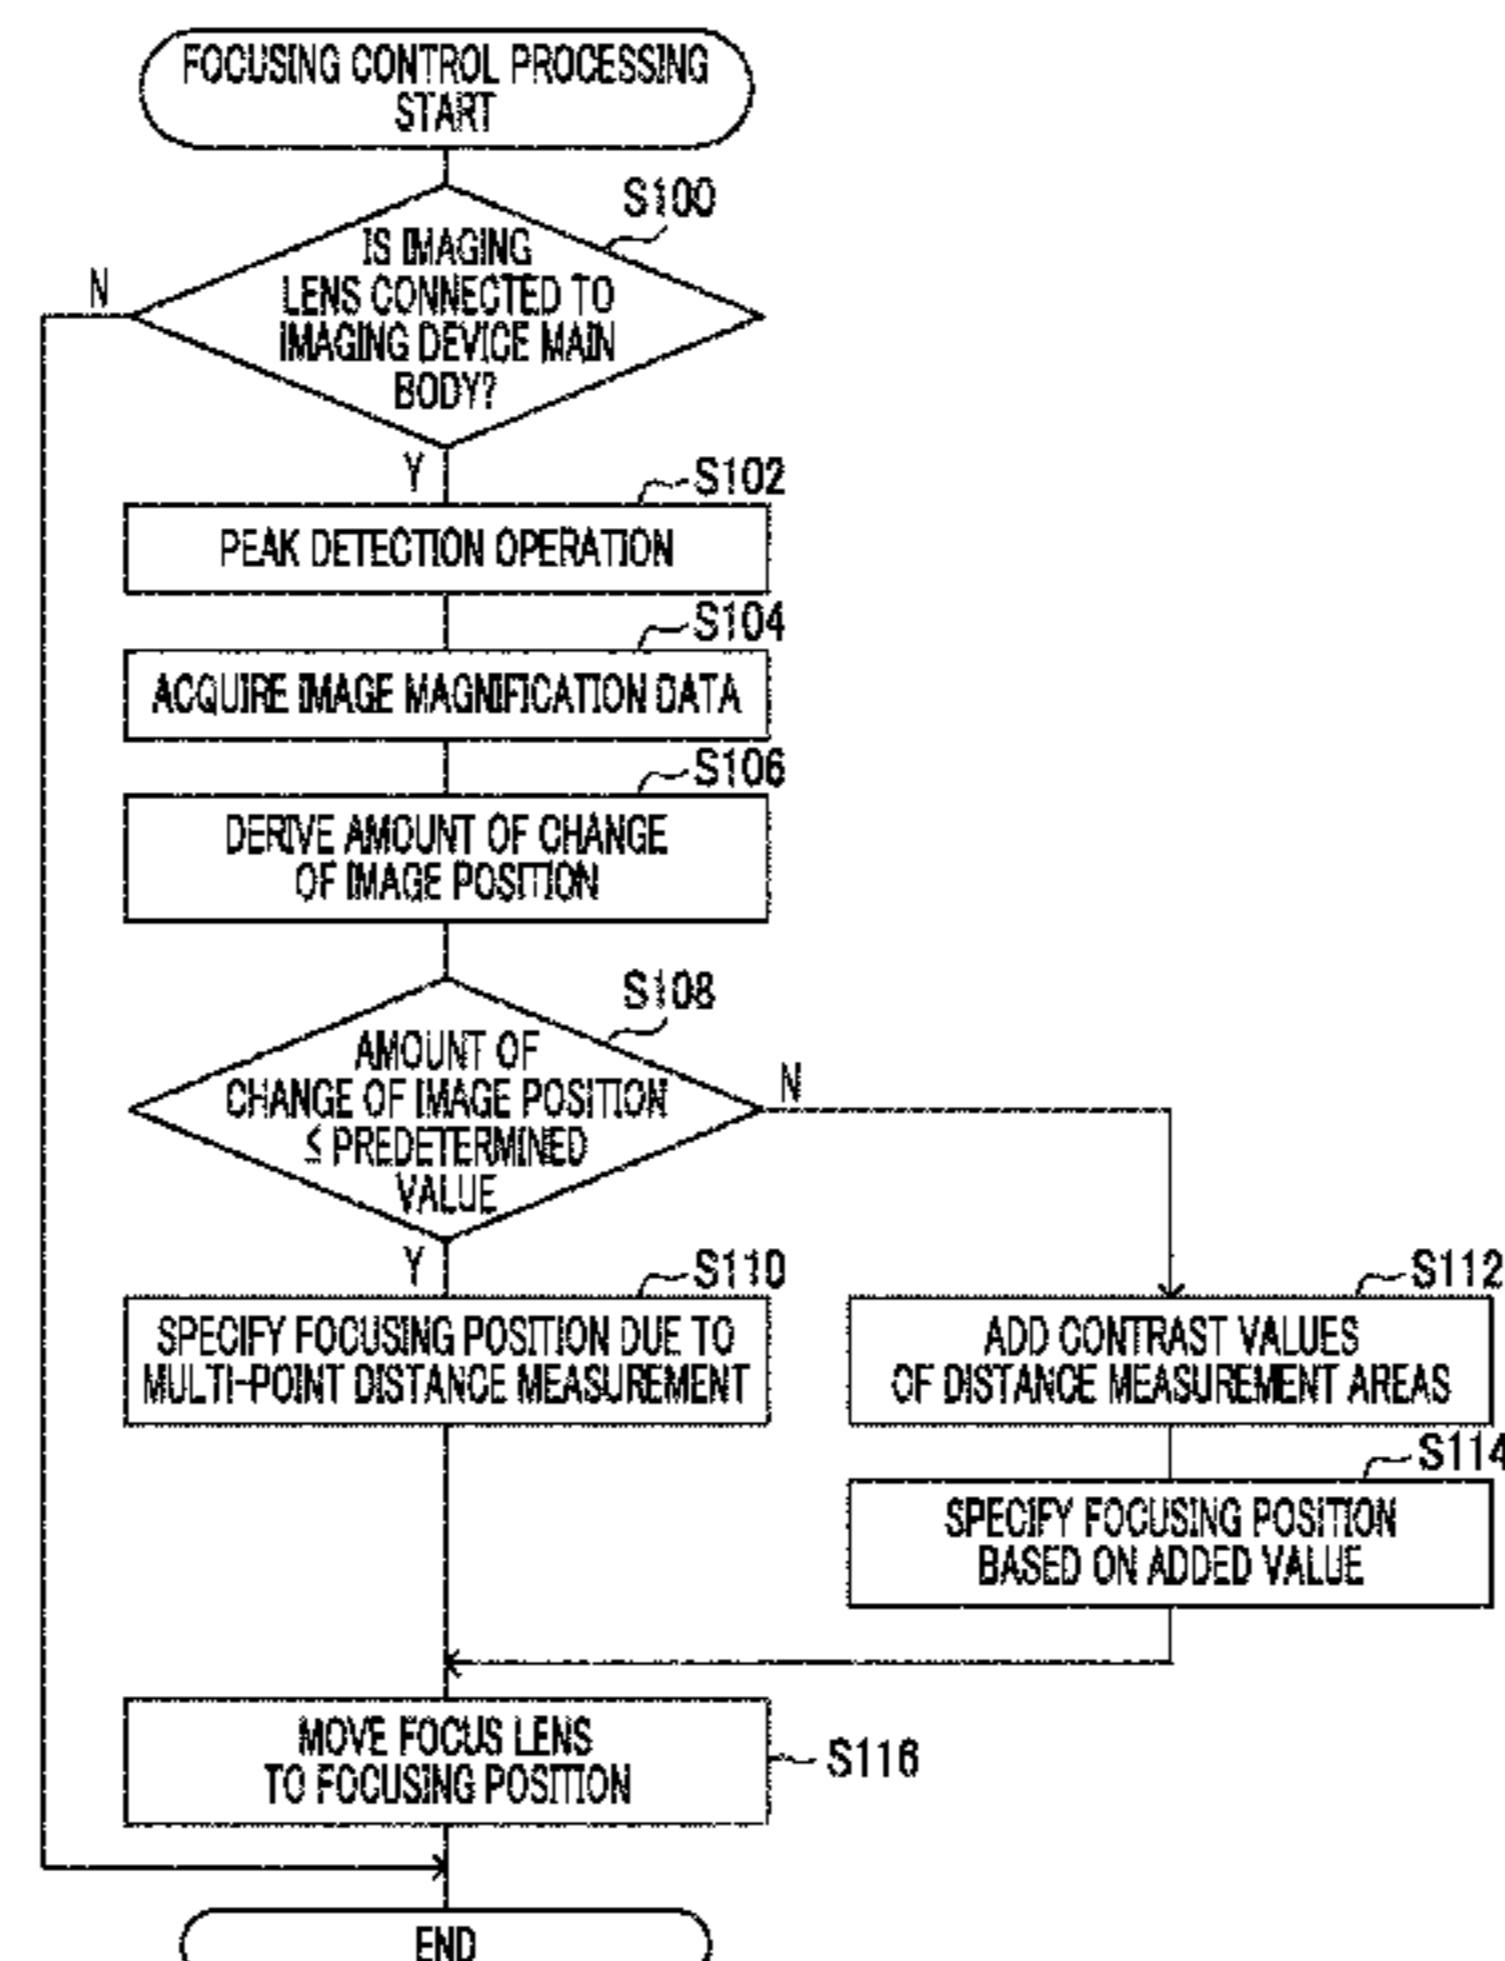 FOCUSING CONTROL PROCESSING
START
S100
IS IMAGING
LENS CONNECTED TO
IMAGING DEVICE MAIN
BODY?
N
Y
S102
PEAK DETECTION OPERATION
S104
ACQUIRE IMAGE MAGNIFICATION DATA
S106
DERIVE AMOUNT OF CHANGE
OF IMAGE POSITION
S108
AMOUNT OF
CHANGE OF IMAGE POSITION
≤ PREDETERMINED
VALUE
N
Y
S110
SPECIFY FOCUSING POSITION DUE TO
MULTI-POINT DISTANCE MEASUREMENT
S112
ADD CONTRAST VALUES
OF DISTANCE MEASUREMENT AREAS
S114
SPECIFY FOCUSING POSITION
BASED ON ADDED VALUE
MOVE FOCUS LENS
TO FOCUSING POSITION
S116
END